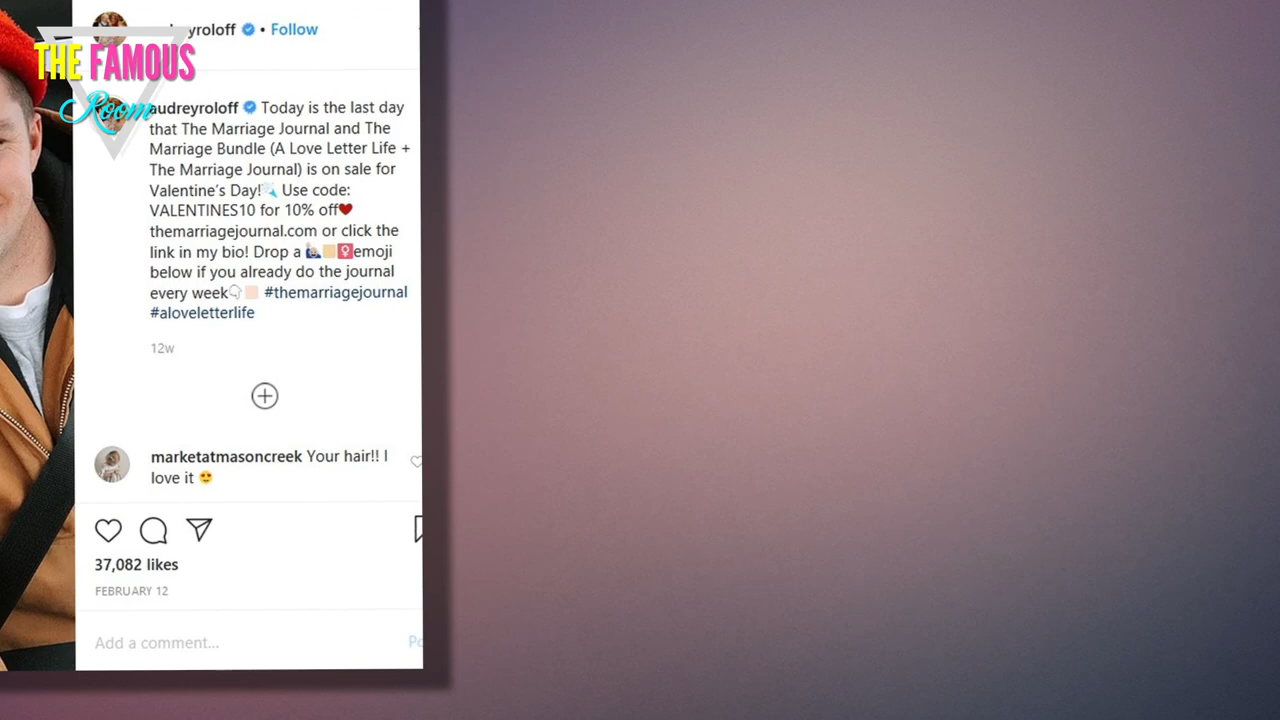 THE FAMOUS
Room
yroloff • Follow
audreyroloff Today is the last day
that The Marriage Journal and The
Marriage Bundle (A Love Letter Life +
The Marriage Journal) is on sale for
Valentine's Day! Use code:
VALENTINES10 for 10% off❤
themarriagejournal.com or click the
link in my bio! Drop a emoji
below if you already do the journal
every week #themarriagejournal
#aloveletterlife
12w
marketatmasoncreek Your hair!! I
love it 😍
37,082 likes
FEBRUARY 12
Add a comment...
Po